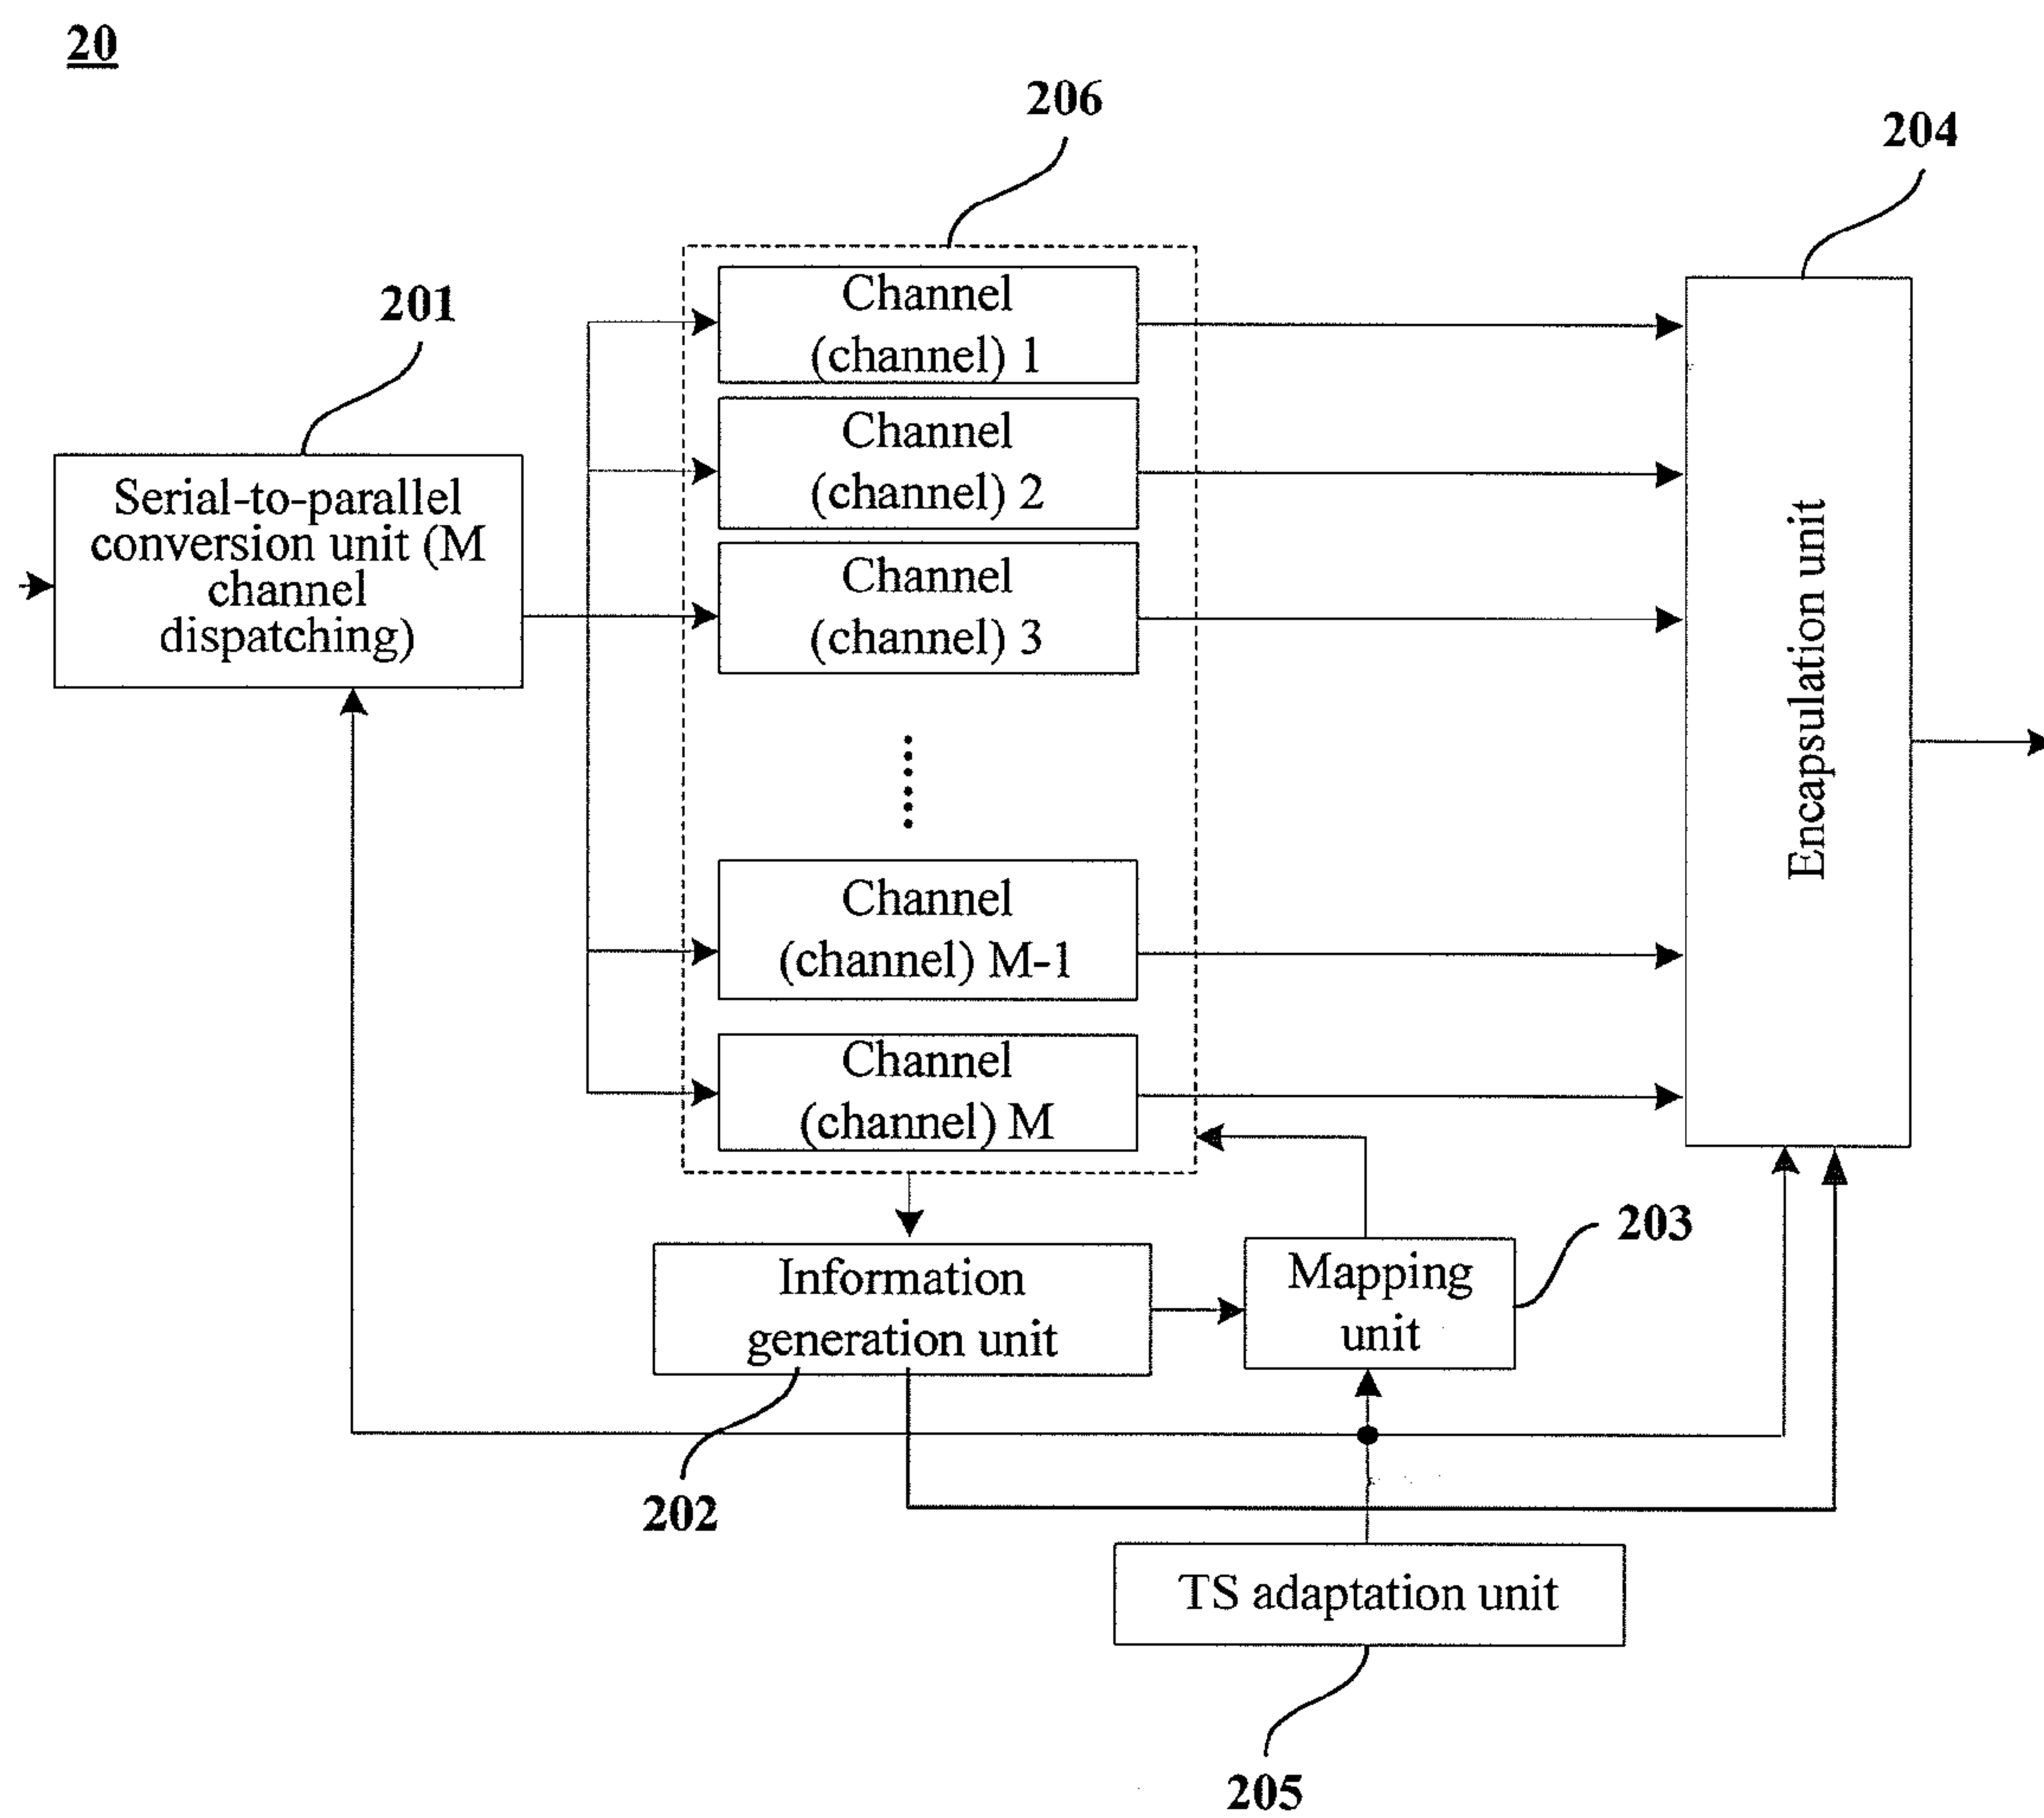 20
206
204
201
Channel
(channel) 1
Channel
(channel) 2
Channel
(channel) 3
Serial-to-parallel
conversion unit (M
channel
dispatching)
Encapsulation unit
Channel
(channel) M-1
Channel
(channel) M
203
Information
generation unit
Mapping
unit
202
TS adaptation unit
205